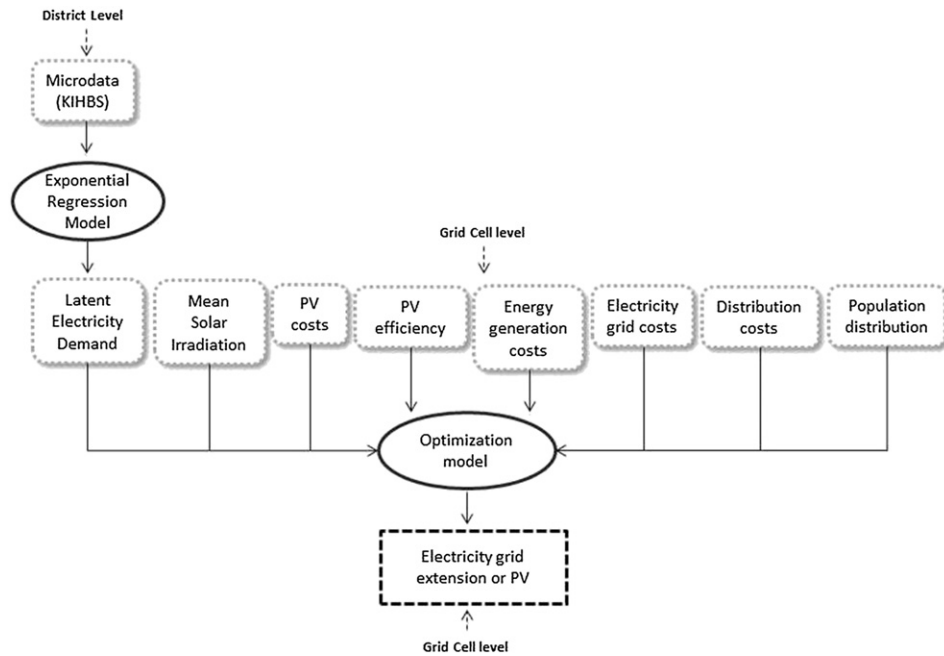 District Level
Microdata
(KIHBS)
Exponential
Regression
Model
Grid Cell level
Latent
Electricity
Demand
Mean
Solar
Irradiation
PV
costs
PV
efficiency
Energy
generation
costs
Electricity
grid costs
Distribution
costs
Population
distribution
Optimization
model
Electricity grid
extension or PV
Grid Cell level